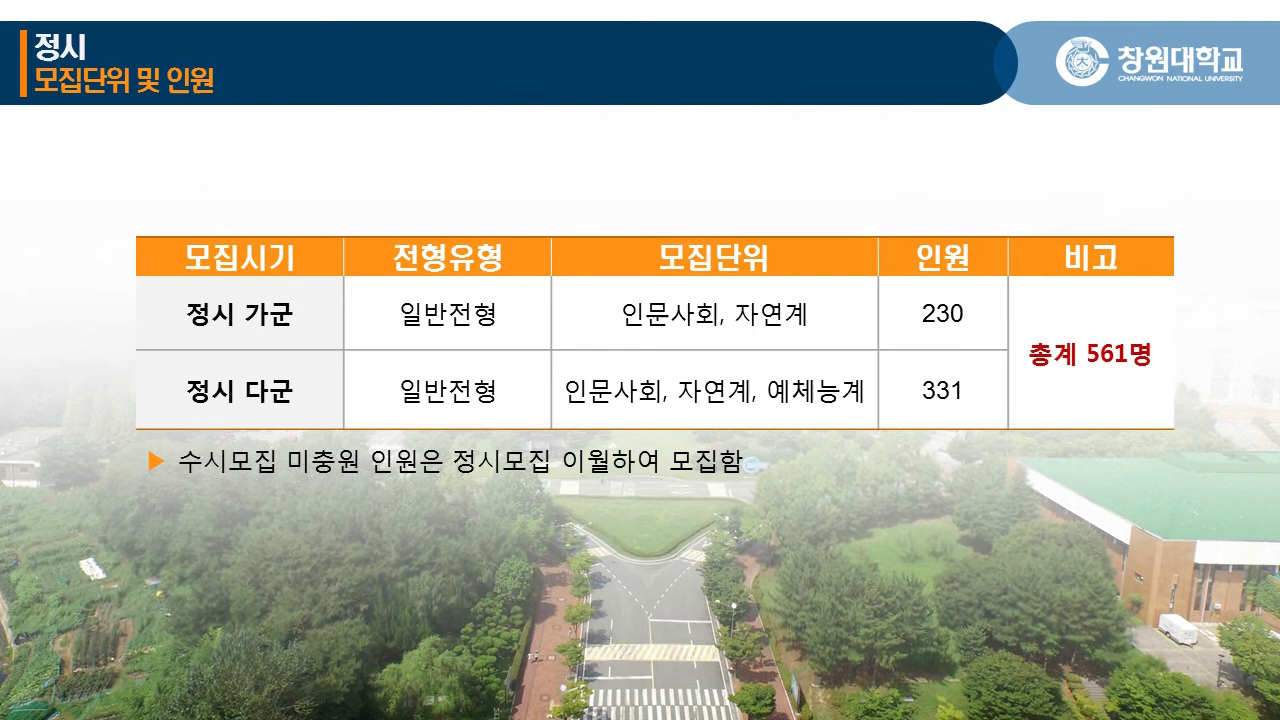 정시
모집단위 및 인원
창원대학교
CHANGWON NATIONAL UNIVERSITY
모집시기 전형유형 모집단위 인원 비고
정시 가군 일반전형 인문사회, 자연계 230
총계 561명
정시 다군 일반전형 인문사회, 자연계, 예체능계 331
▶ 수시모집 미충원 인원은 정시모집 이월하여 모집함